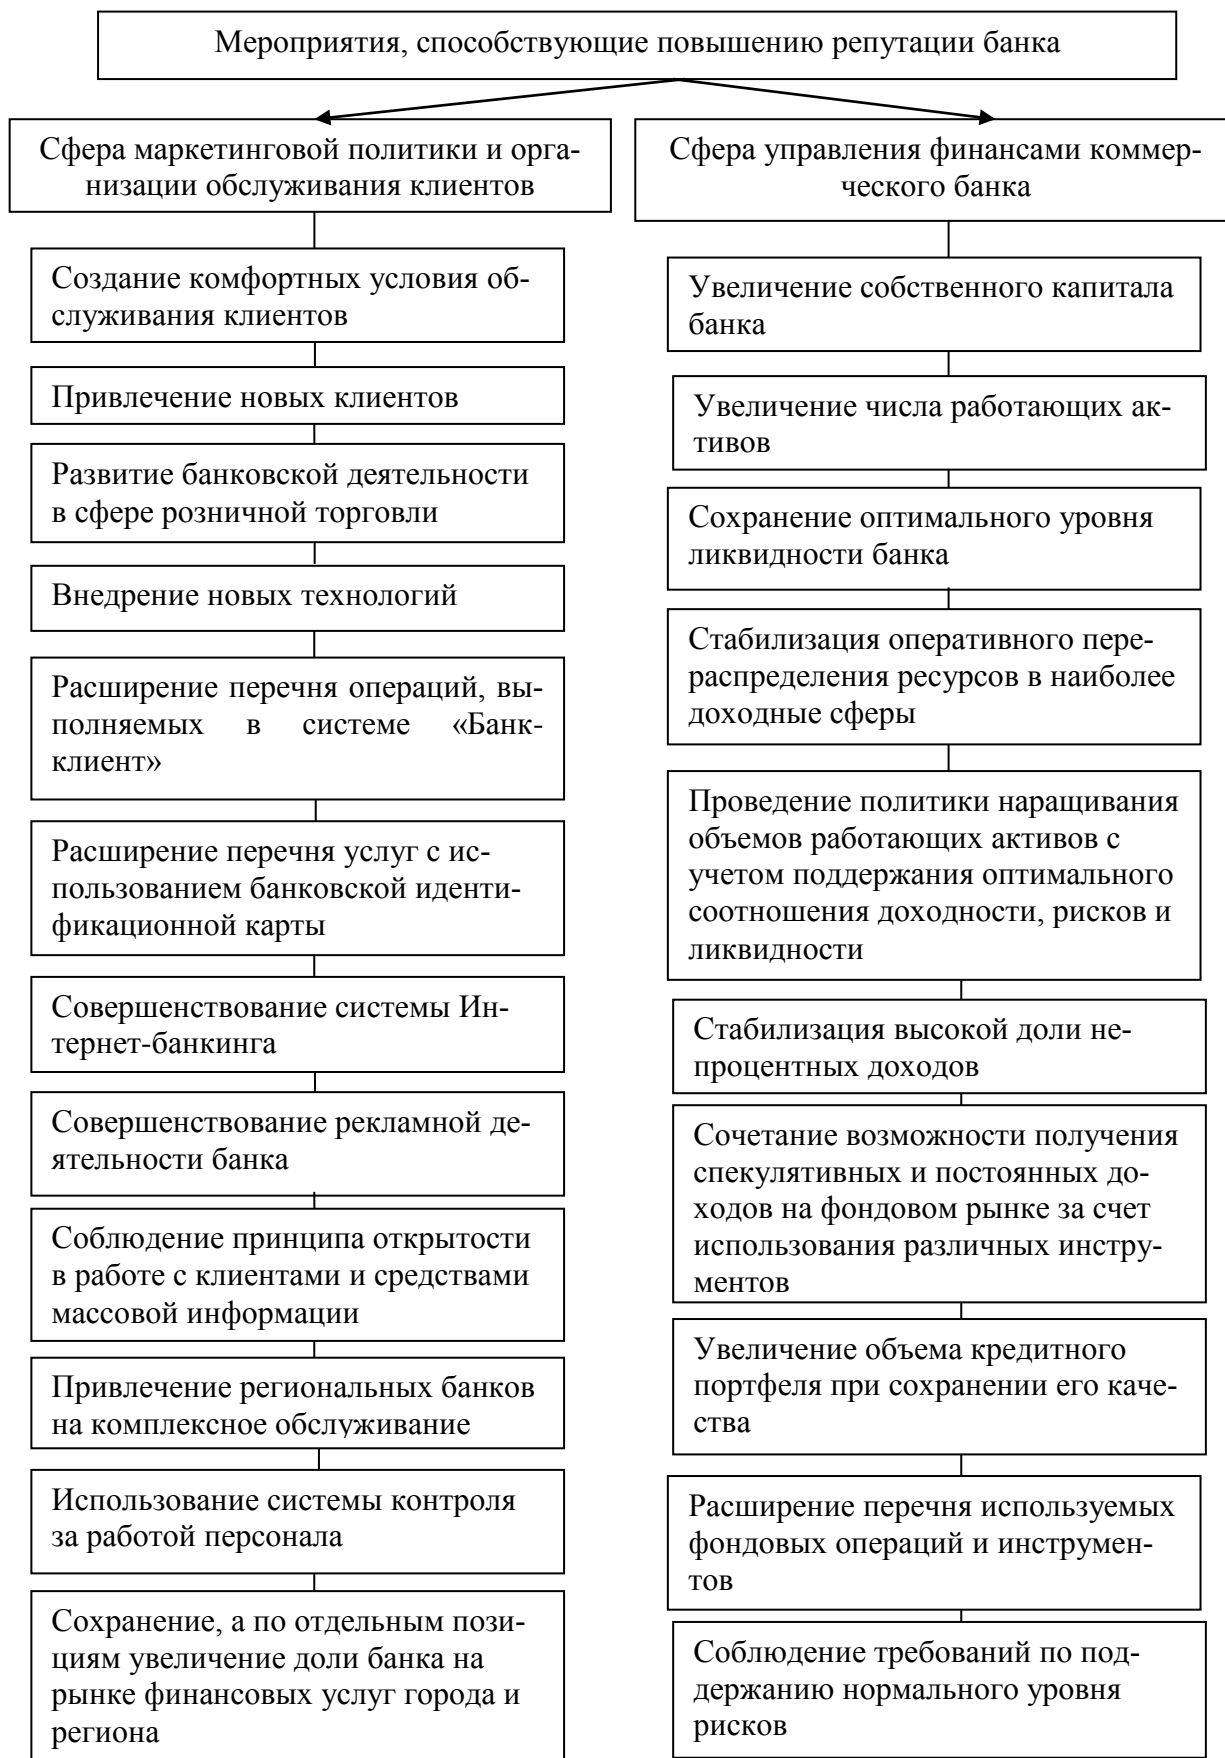 Мероприятия, способствующие повышению репутации банка
Сфера маркетинговой политики и орга-
низации обслуживания клиентов
Создание комфортных условия об-
служивания клиентов
Привлечение новых клиентов
Развитие банковской деятельности
в сфере розничной торговли
Внедрение новых технологий
Расширение перечня операций, вы-
полняемых в системе «Банк-
клиент»
Расширение перечня услуг с ис-
пользованием банковской иденти-
фикационной карты
Совершенствование системы Ин-
тернет-банкинга
Совершенствование рекламной де-
ятельности банка
Соблюдение принципа открытости
в работе с клиентами и средствами
массовой информации
Привлечение региональных банков
на комплексное обслуживание
Использование системы контроля
за работой персонала
Сохранение, а по отдельным пози-
циям увеличение доли банка на
рынке финансовых услуг города и
региона
Сфера управления финансами коммер-
ческого банка
Увеличение собственного капитала
банка
Увеличение числа работающих ак-
тивов
Сохранение оптимального уровня
ликвидности банка
Стабилизация оперативного пере-
распределения ресурсов в наиболее
доходные сферы
Проведение политики наращивания
объемов работающих активов с
учетом поддержания оптимального
соотношения доходности, рисков и
ликвидности
Стабилизация высокой доли не-
процентных доходов
Сочетание возможности получения
спекулятивных и постоянных до-
ходов на фондовом рынке за счет
использования различных инстру-
ментов
Увеличение объема кредитного
портфеля при сохранении его каче-
ства
Расширение перечня используемых
фондовых операций и инструмен-
тов
Соблюдение требований по под-
держанию нормального уровня
рисков